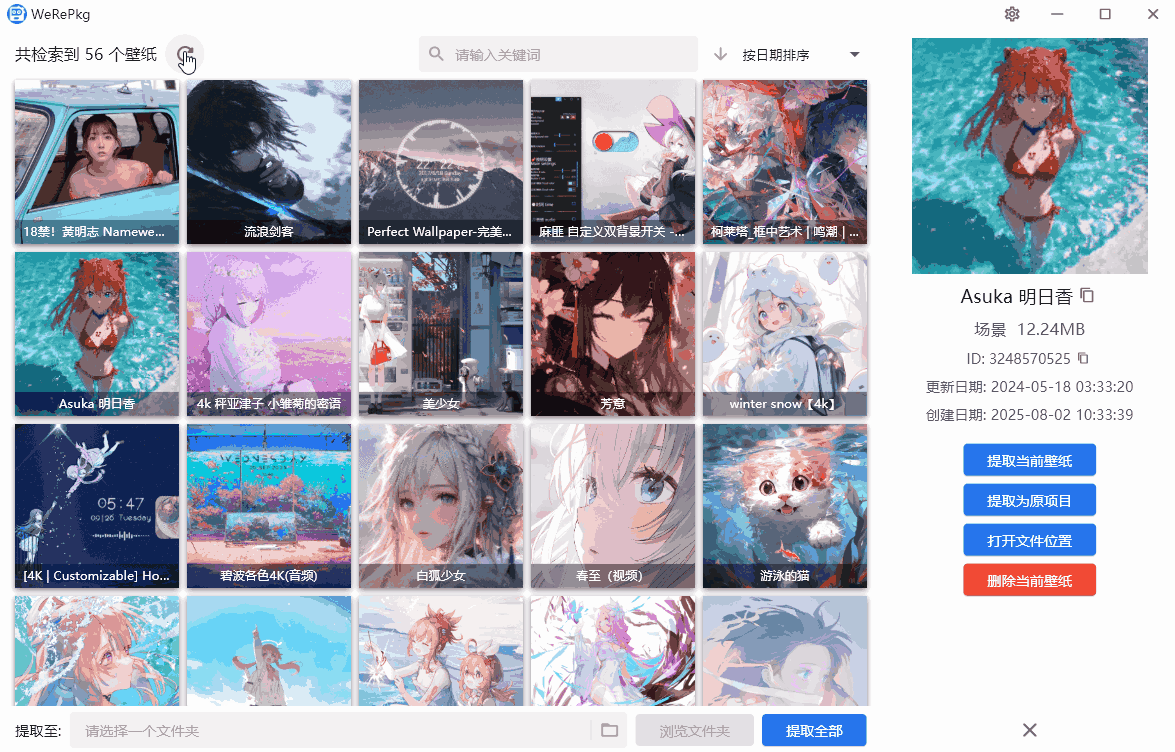 WeRePkg
共检索到 56 个壁纸
请输入关键词
按日期排序
18禁！黃明志 Namewe...
流浪剑客
Perfect Wallpaper-完美...
麻匪 自定义双背景开关 -...
柯莱塔_框中艺术 | 鸣潮 | ...
Asuka 明日香
4k 秤亚津子 小雏菊的密语
美少女
芳意
winter snow【4k】
05:47
09|26 Tuesday
[4K | Customizable] Ho...
WEDNESDAY
碧波各色4K(音频)
白狐少女
春至（视频）
游泳的猫
Asuka 明日香
场景 12.24MB
ID: 3248570525
更新日期: 2024-05-18 03:33:20
创建日期: 2025-08-02 10:33:39
提取当前壁纸
提取为原项目
打开文件位置
删除当前壁纸
提取至:
请选择一个文件夹
浏览文件夹
提取全部